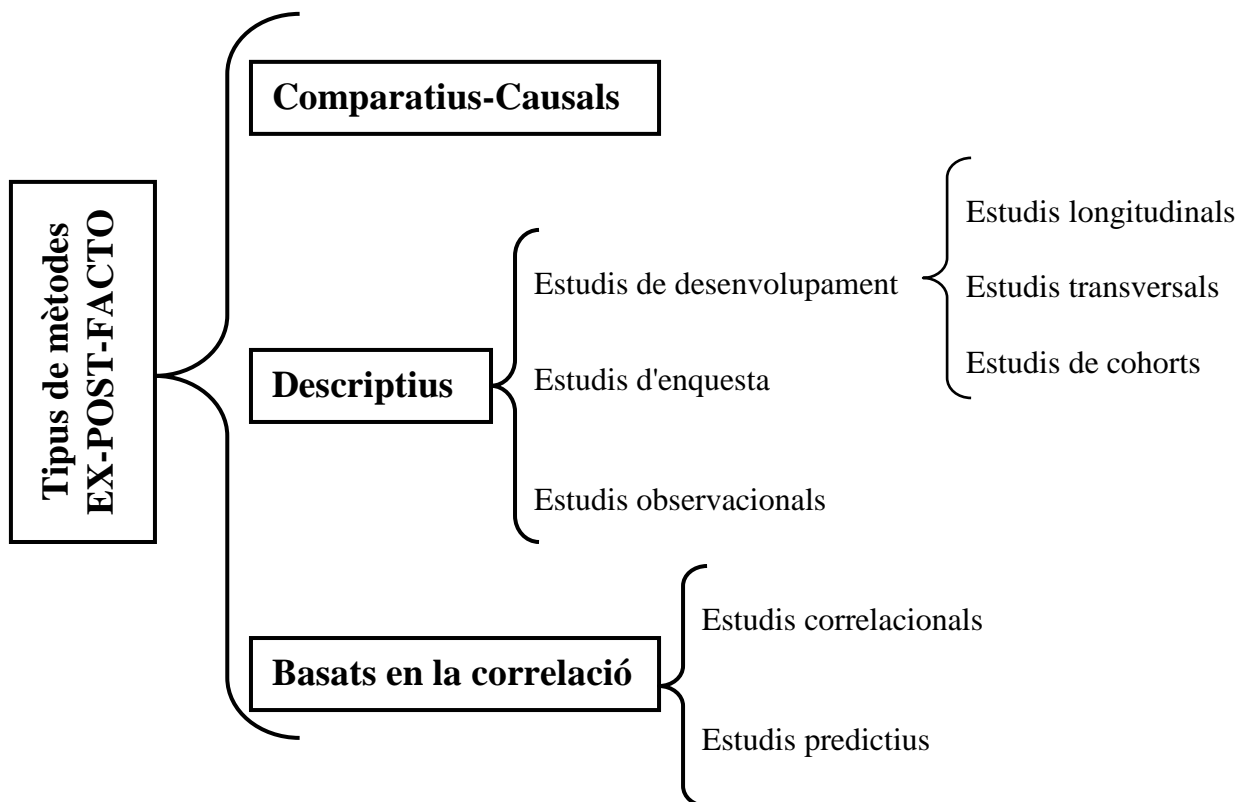 Tipus de mètodes
EX-POST-FACTO
Comparatius-Causals
Descriptius
Estudis de desenvolupament
Estudis longitudinals
Estudis transversals
Estudis de cohorts
Estudis d'enquesta
Estudis observacionals
Basats en la correlació
Estudis correlacionals
Estudis predictius